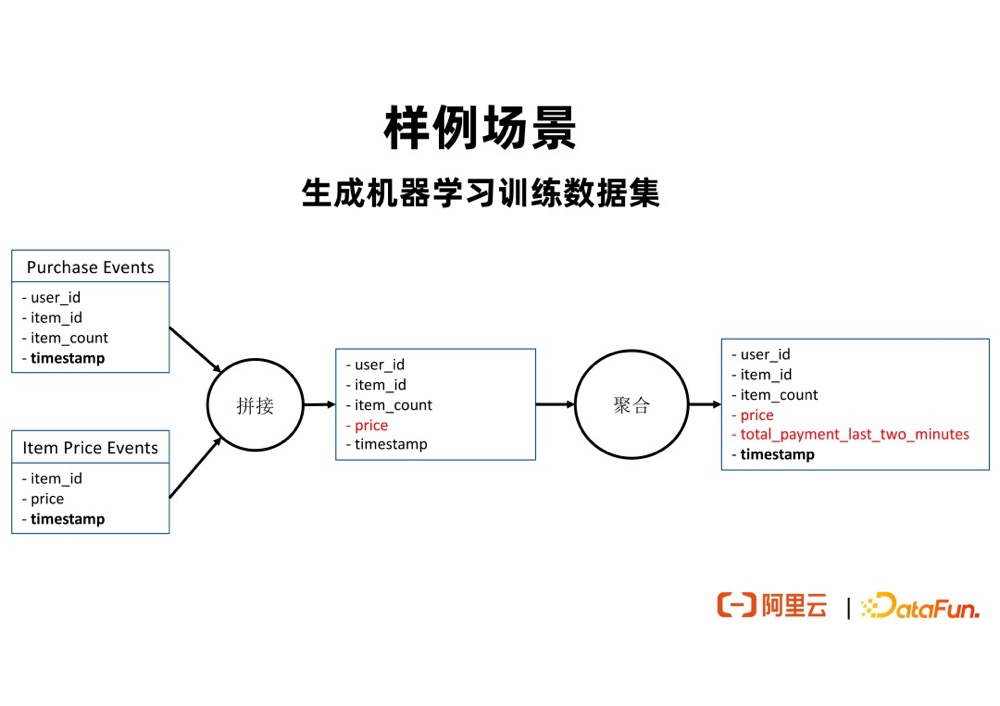 样例场景
生成机器学习训练数据集
Purchase Events
- user_id
- item_id
- item_count
- timestamp
Item Price Events
- item_id
- price
- timestamp
拼接
- user_id
- item_id
- item_count
- price
- timestamp
聚合
- user_id
- item_id
- item_count
- price
- total_payment_last_two_minutes
- timestamp
阿里云 | DataFun.